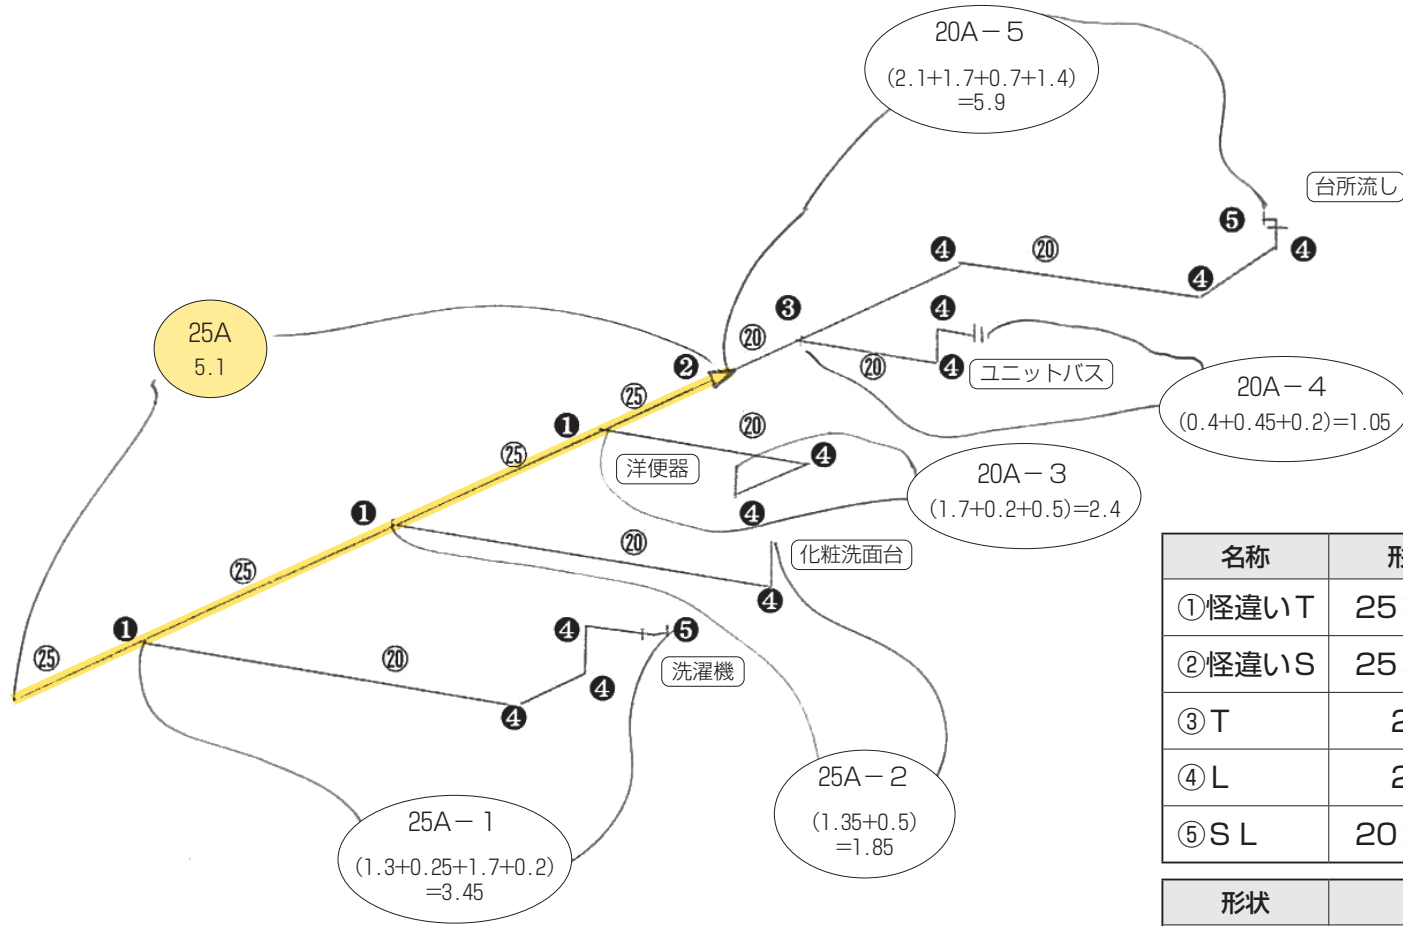 20A−5
(2.1+1.7+0.7+1.4)
=5.9
台所流し
❺
❹
⑳
❹
❹
❹
❸
❹
25A
5.1
⑳
❷
⑳
❹
ユニットバス
20A−4
(0.4+0.45+0.2)=1.05
㉕
❶
⑳
㉕
洋便器
❹
20A−3
(1.7+0.2+0.5)=2.4
❶
❹
⑳
化粧洗面台
㉕
❹
❶
❹
❺
㉕
⑳
洗濯機
❹
❹
25A−2
(1.35+0.5)
=1.85
25A−1
(1.3+0.25+1.7+0.2)
=3.45
名称
①怪違いT 25
②怪違いS 25
③T 2
④L 2
⑤SL 20
形状